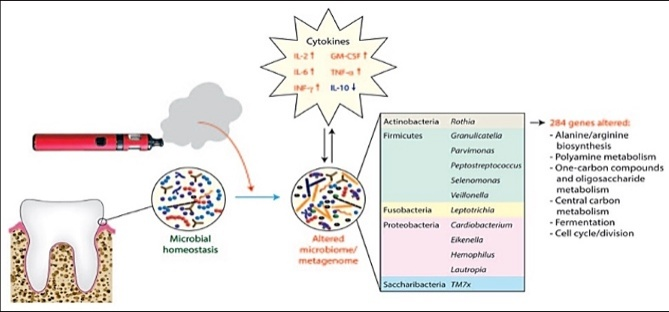 Cytokines
IL-2 ↑ GM-CSF ↑
IL-6 ↑ TNF-α ↑
INF-γ ↑ IL-10 ↓
Microbial
homeostasis
Altered
microbiome/
metagenome
Actinobacteria Rothia
Firmicutes Granulicatella
Parvimonas
Peptostreptococcus
Selenomonas
Veillonella
Fusobacteria Leptotrichia
Proteobacteria Cardiobacterium
Eikenella
Hemophilus
Lautropia
Saccharibacteria TM7x
284 genes altered:
- Alanine/arginine
biosynthesis
- Polyamine metabolism
- One-carbon compounds
and oligosaccharide
metabolism
- Central carbon
metabolism
- Fermentation
- Cell cycle/division